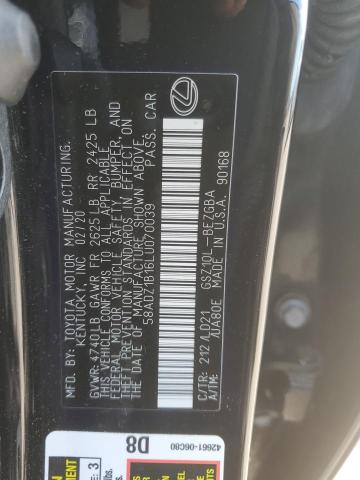 MFD. BY: TOYOTA MOTOR MANUFACTURING.
KENTUCKY, INC 02/20
GVWR: 4740LB GAWR FR 2625LB RR 2425 LB
THIS VEHICLE CONFORMS TO ALL APPLICABLE
FEDERAL MOTOR VEHICLE SAFETY, BUMPER, AND
THEFT PREVENTION STANDARDS IN EFFECT ON
THE DATE OF MANUFACTURE SHOWN ABOVE.
58ADZ1B16LU070039 PASS. CAR
C/TR: 212 /LD21 GSZ10L-BEZGBA
A/TM: /UA80E MADE IN U.S.A. 90168
42661-06C80
D8
3